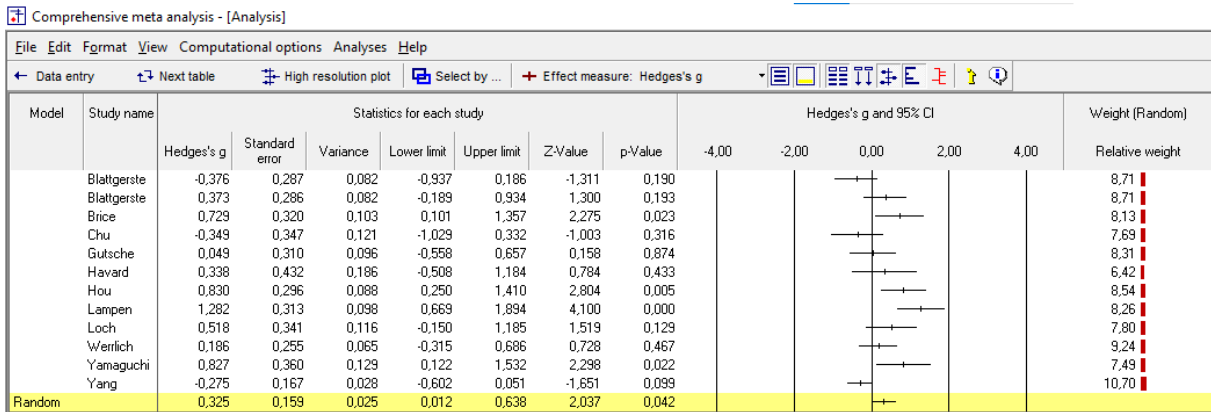 Comprehensive meta analysis - [Analysis]
File Edit Format View Computational options Analyses Help
← Data entry Next table High resolution plot Select by ... + Effect measure: Hedges's g
Model Study name Statistics for each study Hedges's g and 95% CI Weight (Random)
Hedges's g Standard error Variance Lower limit Upper limit Z-Value p-Value -4,00 -2,00 0,00 2,00 4,00 Relative weight
Blattgerste -0,376 0,287 0,082 -0,937 0,186 -1,311 0,190 8,71
Blattgerste 0,373 0,286 0,082 -0,189 0,934 1,300 0,193 8,71
Brice 0,729 0,320 0,103 0,101 1,357 2,275 0,023 8,13
Chu -0,349 0,347 0,121 -1,029 0,332 -1,003 0,316 7,69
Gutsche 0,049 0,310 0,096 -0,558 0,657 0,158 0,874 8,31
Havard 0,338 0,432 0,186 -0,508 1,184 0,784 0,433 6,42
Hou 0,830 0,296 0,088 0,250 1,410 2,804 0,005 8,54
Lampen 1,282 0,313 0,098 0,669 1,894 4,100 0,000 8,26
Loch 0,518 0,341 0,116 -0,150 1,185 1,519 0,129 7,80
Werrlich 0,186 0,255 0,065 -0,315 0,686 0,728 0,467 9,24
Yamaguchi 0,827 0,360 0,129 0,122 1,532 2,298 0,022 7,49
Yang -0,275 0,167 0,028 -0,602 0,051 -1,651 0,099 10,70
Random 0,325 0,159 0,025 0,012 0,638 2,037 0,042